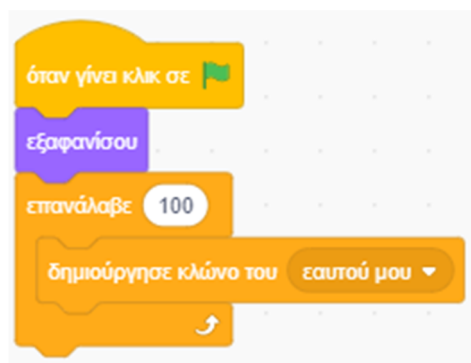 όταν γίνει κλικ σε
εξαφανίσου
επανάλαβε 100
δημιούργησε κλώνο του εαυτού μου